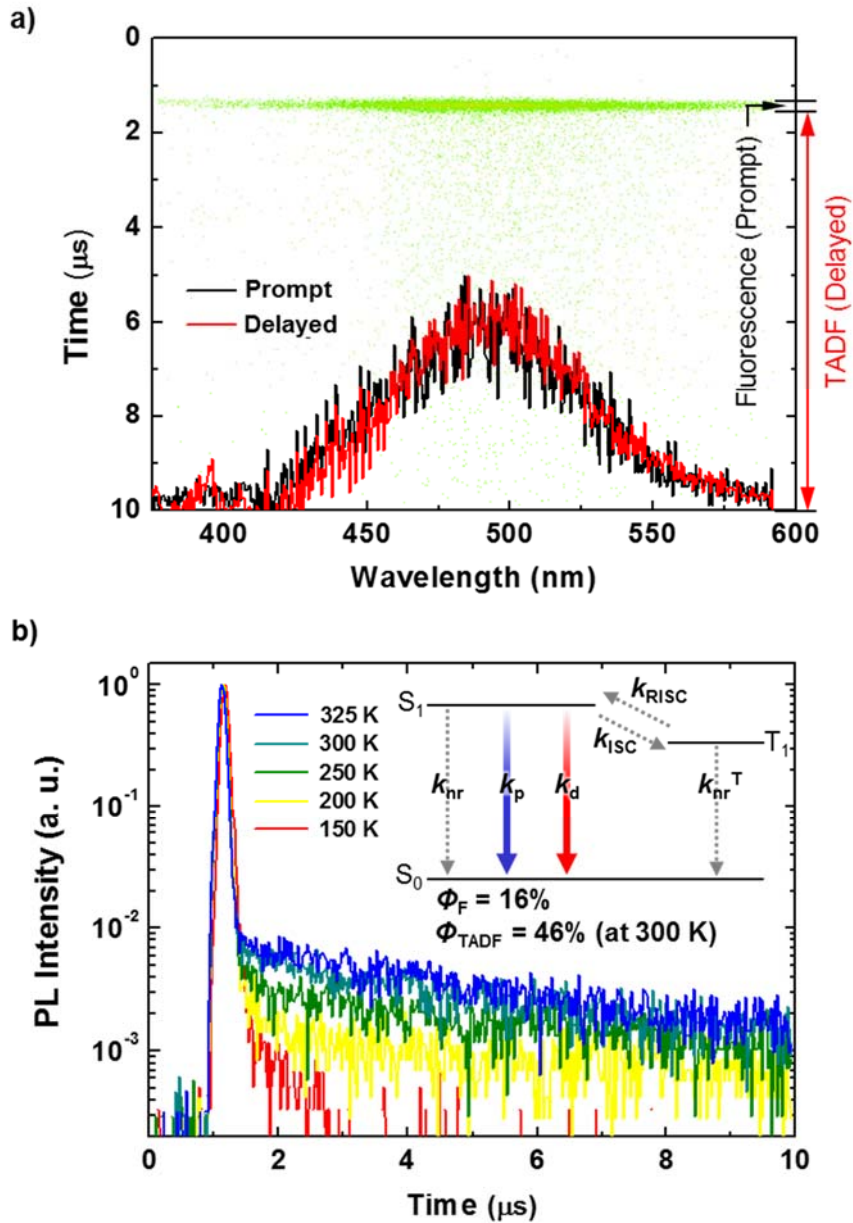 a)
0
2
4
6
8
10
Time (μs)
Prompt
Delayed
Fluorescence (Prompt)
TADF (Delayed)
400 450 500 550 600
Wavelength (nm)
b)
10⁰
10⁻¹
10⁻²
10⁻³
PL Intensity (a. u.)
325 K
300 K
250 K
200 K
150 K
S₁
kRISC
kISC
T₁
knr
kp
kd
knrᵀ
S₀
ΦF = 16%
ΦTADF = 46% (at 300 K)
0 2 4 6 8 10
Time (μs)